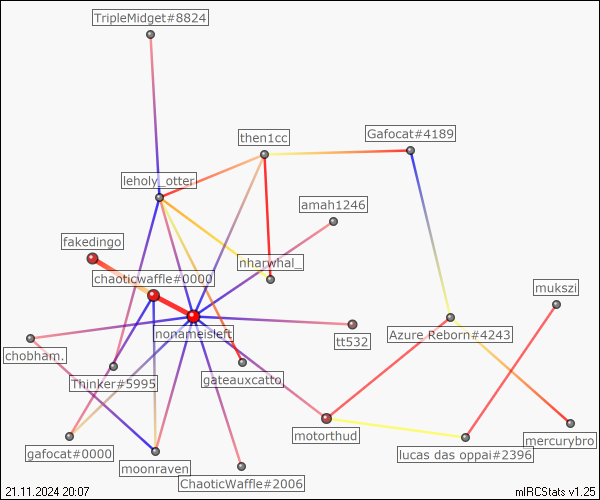 TripleMidget#8824
Gafocat#4189
then1cc
leholy_otter
amah1246
fakedingo
nharwhal_
chaoticwaffle#0000
mukszi
nonameisleft
Azure Reborn#4243
tt532
chobham.
Thinker#5995
gateauxcatto
motorthud
mercurybro
gafocat#0000
lucas das oppai#2396
moonraven
ChaoticWaffle#2006
21.11.2024 20:07
mIRCStats v1.25